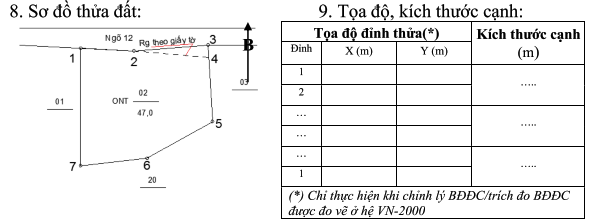 8. Sơ đồ thửa đất:
Ngõ 12
Rg theo giấy tờ
B
1
2
3
4
03
01
ONT
02
47,0
5
7
6
20
9. Tọa độ, kích thước cạnh:
Tọa độ đỉnh thửa(*)
Kích thước cạnh
(m)
Đỉnh
X (m)
Y (m)
1
…..
2
…
…..
…
…
…..
1
(*) Chỉ thực hiện khi chỉnh lý BĐĐC/trích đo BĐĐC
được đo vẽ ở hệ VN-2000